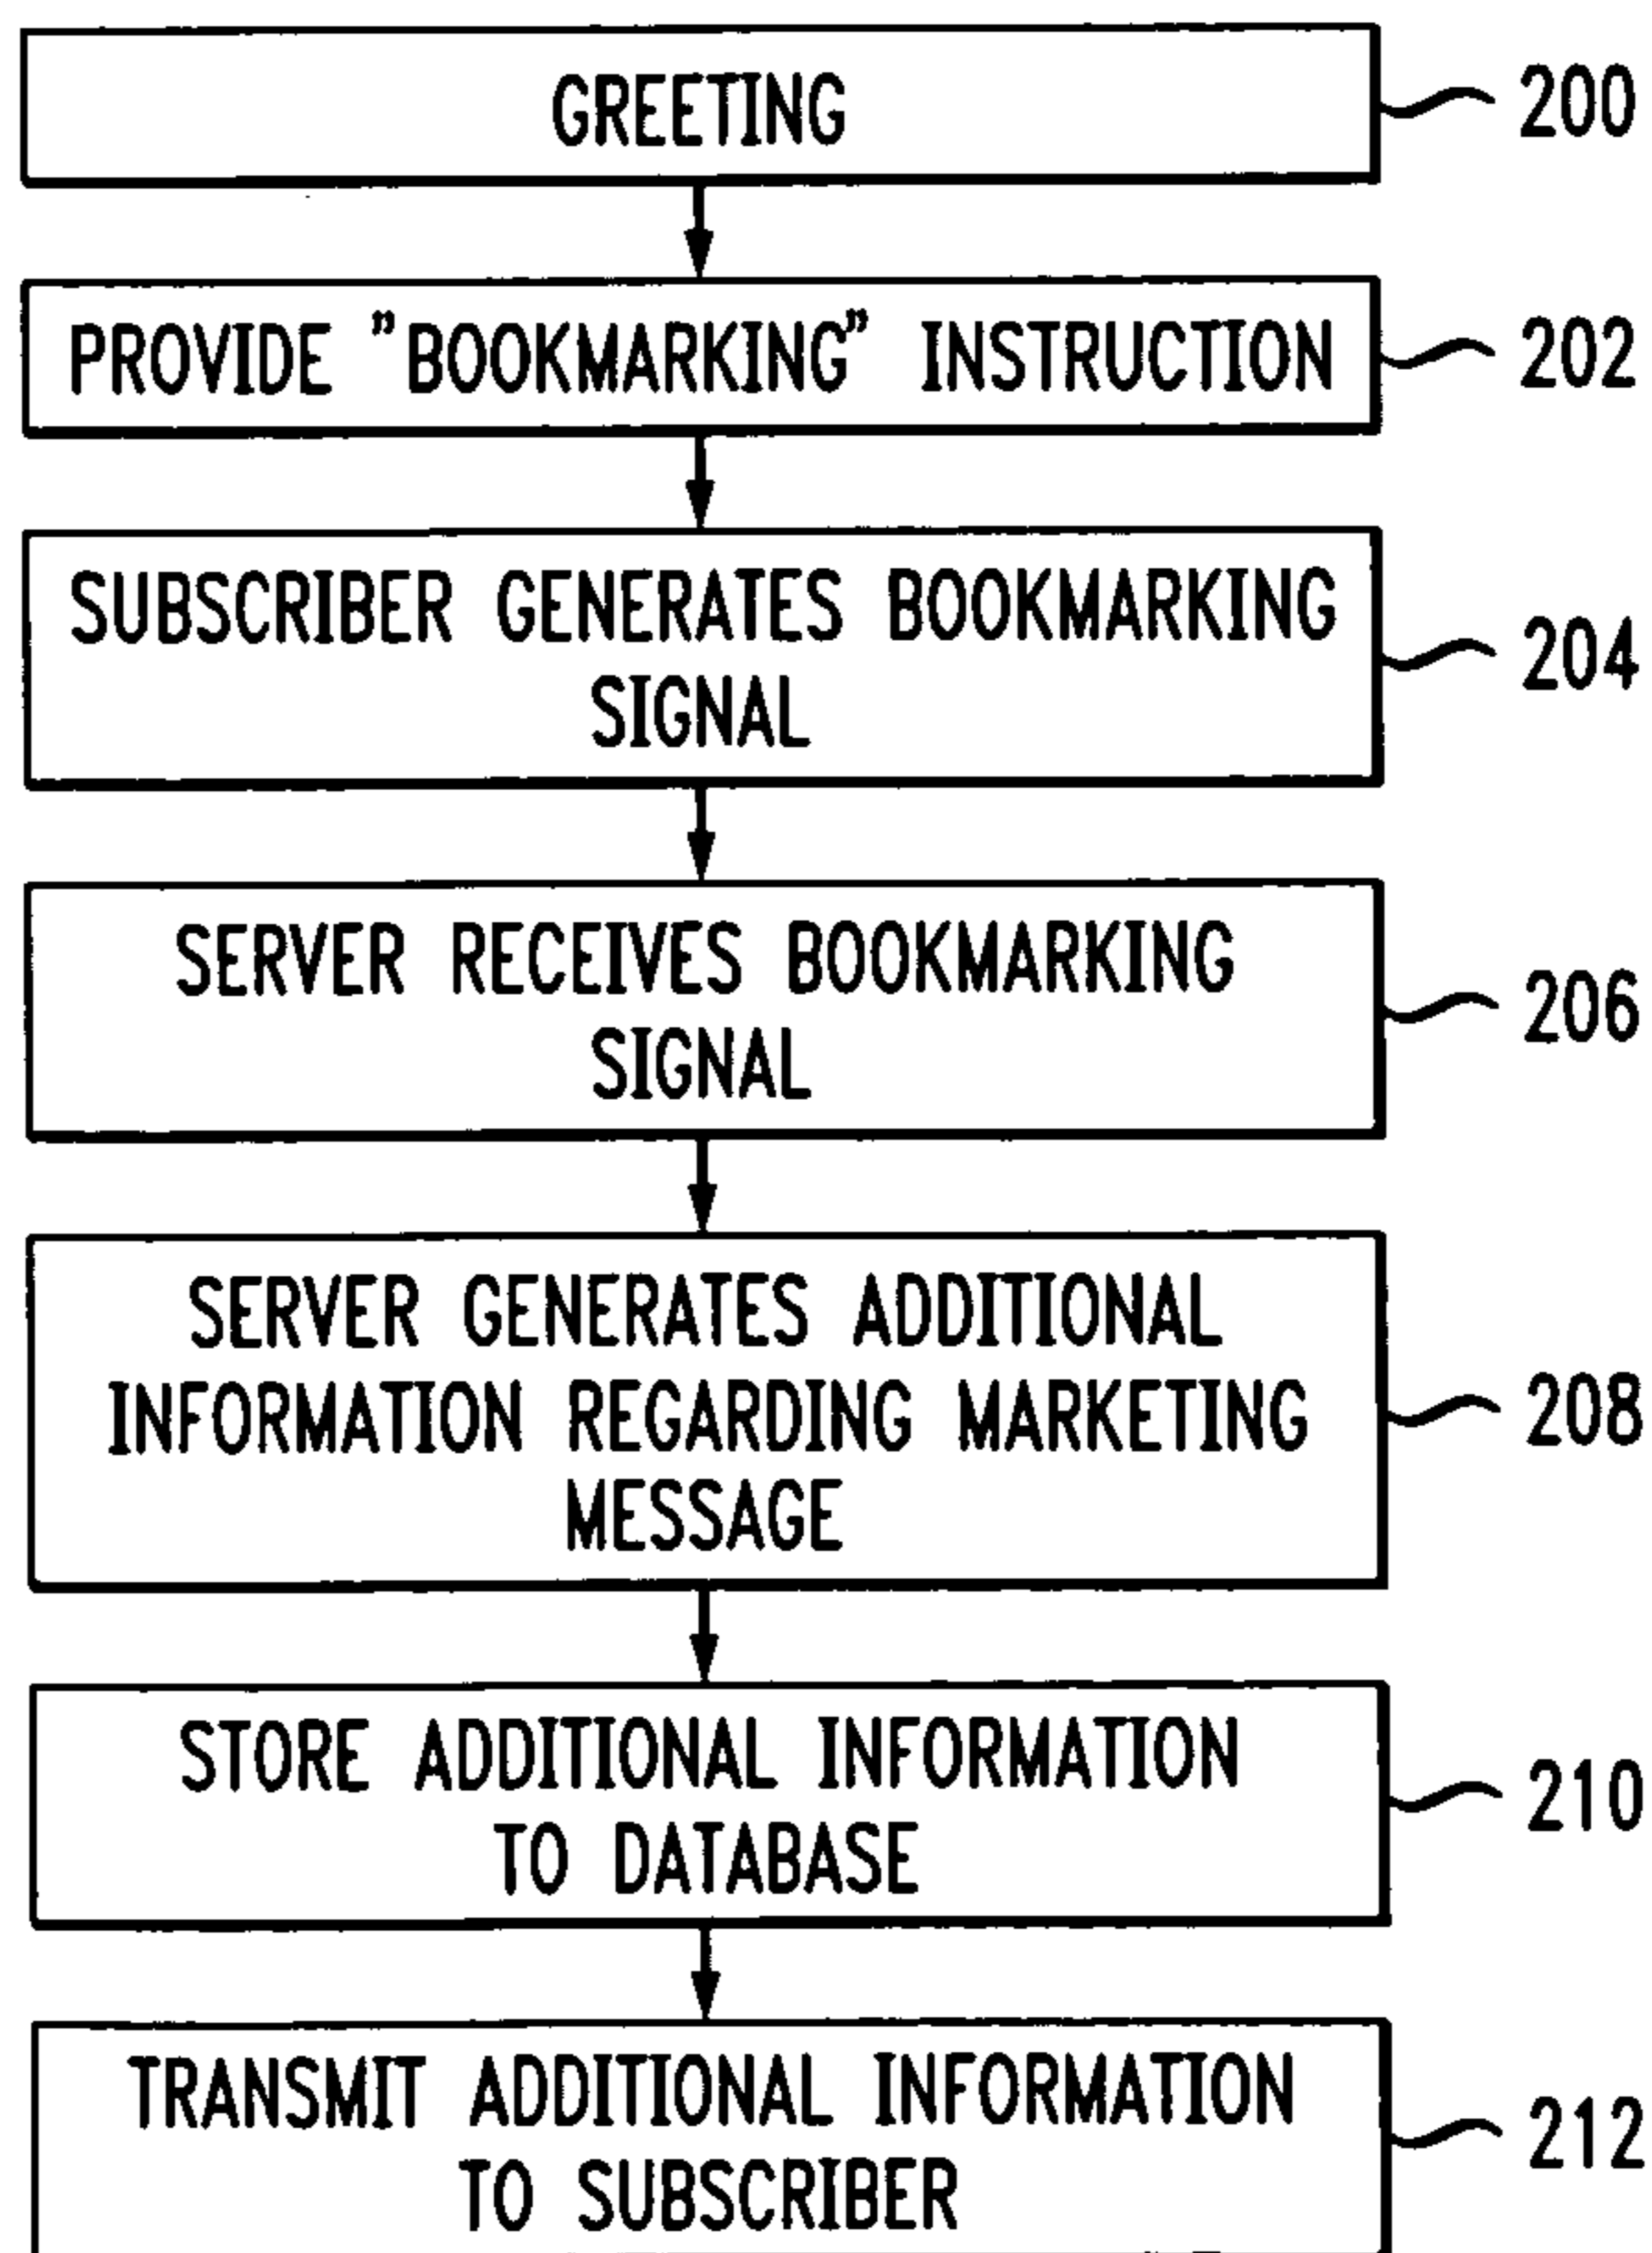 GREETING
200
PROVIDE "BOOKMARKING" INSTRUCTION
202
SUBSCRIBER GENERATES BOOKMARKING
SIGNAL
204
SERVER RECEIVES BOOKMARKING
SIGNAL
206
SERVER GENERATES ADDITIONAL
INFORMATION REGARDING MARKETING
MESSAGE
208
STORE ADDITIONAL INFORMATION
TO DATABASE
210
TRANSMIT ADDITIONAL INFORMATION
TO SUBSCRIBER
212